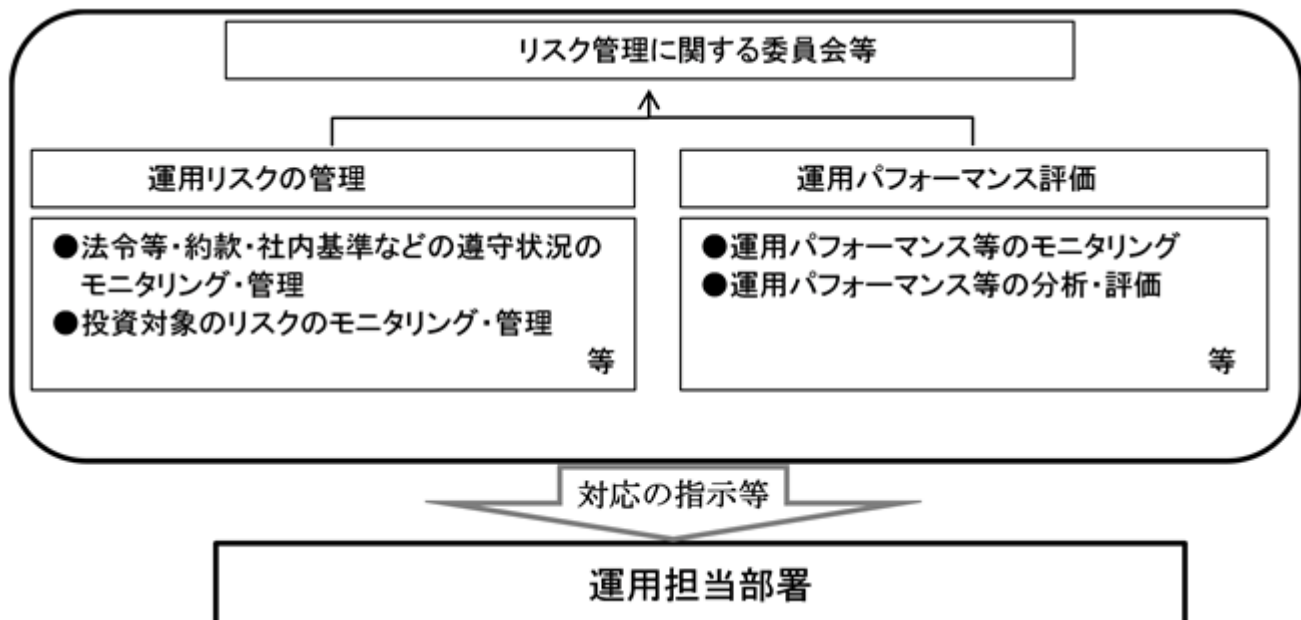 リスク管理に関する委員会等
運用リスクの管理
●法令等・約款・社内基準などの遵守状況の
モニタリング・管理
●投資対象のリスクのモニタリング・管理
等
運用パフォーマンス評価
●運用パフォーマンス等のモニタリング
●運用パフォーマンス等の分析・評価
等
対応の指示等
運用担当部署